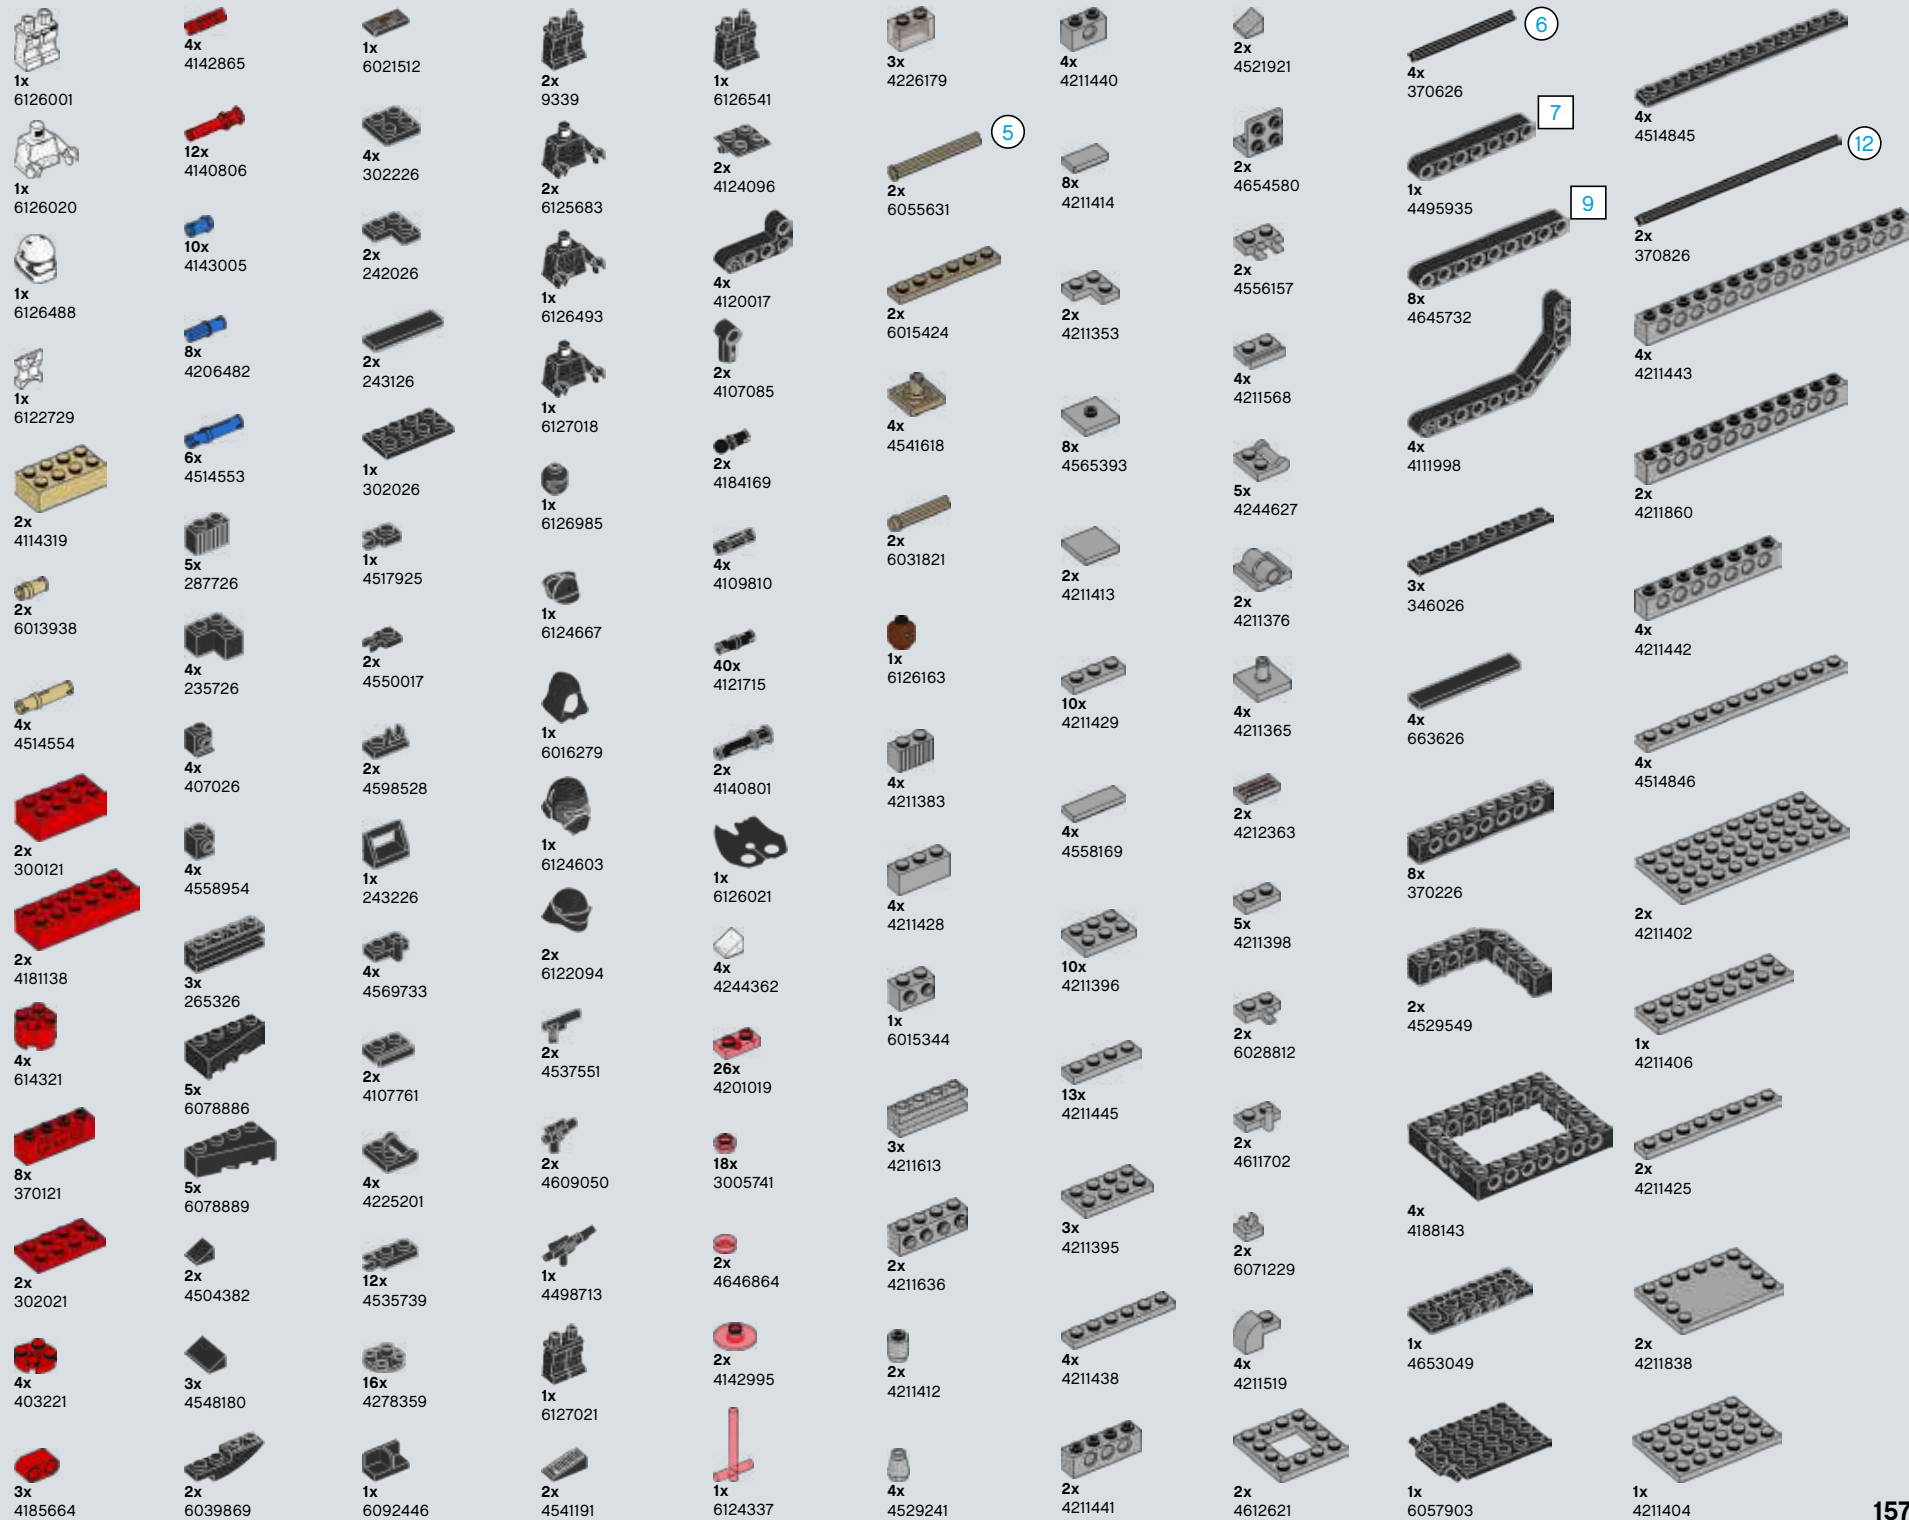 1x
6126001
1x
6126020
1x
6126488
1x
6122729
2x
4114319
2x
6013938
4x
4514554
2x
300121
2x
4181138
4x
614321
8x
370121
2x
302021
4x
403221
3x
4185664
4x
4142865
12x
4140806
10x
4143005
8x
4206482
6x
4514553
5x
287726
4x
235726
4x
407026
4x
4558954
3x
265326
5x
6078886
5x
6078889
2x
4504382
3x
4548180
2x
6039869
1x
6021512
4x
302226
2x
242026
2x
243126
1x
302026
1x
4517925
2x
4550017
2x
4598528
1x
243226
4x
4569733
2x
4107761
4x
4225201
12x
4535739
16x
4278359
1x
6092446
2x
9339
2x
6125683
1x
6126493
1x
6127018
1x
6126985
1x
6124667
1x
6016279
1x
6124603
2x
6122094
2x
4537551
2x
4609050
1x
4498713
1x
6127021
2x
4541191
1x
6126541
2x
4124096
4x
4120017
2x
4107085
2x
4184169
4x
4109810
40x
4121715
2x
4140801
1x
6126021
4x
4244362
26x
4201019
18x
3005741
2x
4646864
2x
4142995
1x
6124337
3x
4226179
5
2x
6055631
2x
6015424
4x
4541618
2x
6031821
1x
6126163
4x
4211383
4x
4211428
1x
6015344
3x
4211613
2x
4211636
2x
4211412
4x
4529241
4x
4211440
8x
4211414
2x
4211353
8x
4565393
2x
4211413
10x
4211429
4x
4558169
10x
4211396
13x
4211445
3x
4211395
4x
4211438
2x
4211441
2x
4521921
2x
4654580
2x
4556157
4x
4211568
5x
4244627
2x
4211376
4x
4211365
2x
4212363
5x
4211398
2x
6028812
2x
4611702
2x
6071229
4x
4211519
2x
4612621
6
4x
370626
7
1x
4495935
9
8x
4645732
4x
4111998
3x
346026
4x
663626
8x
370226
2x
4529549
4x
4188143
1x
4653049
1x
6057903
4x
4514845
12
2x
370826
4x
4211443
2x
4211860
4x
4211442
4x
4514846
2x
4211402
1x
4211406
2x
4211425
2x
4211838
1x
4211404
157